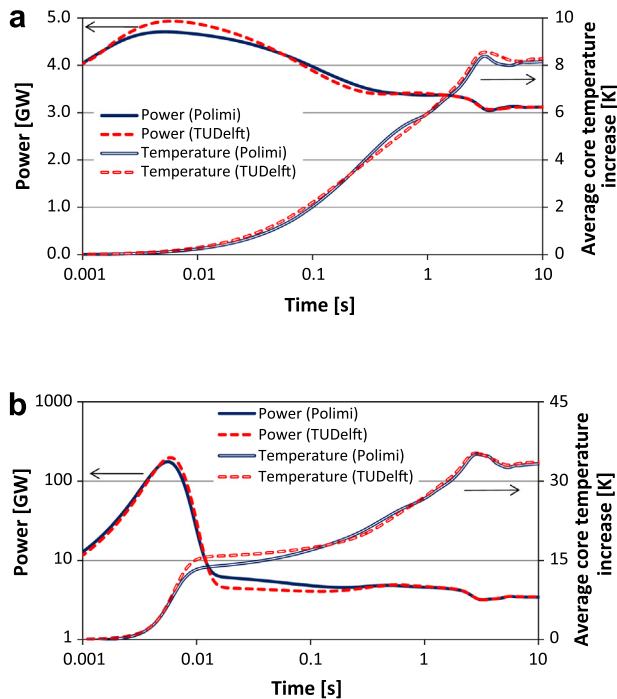 a
5.0
4.0
3.0
2.0
1.0
0.0
Power [GW]
10
8
6
4
2
0
Average core temperature
increase [K]
Power (Polimi)
Power (TUDelft)
Temperature (Polimi)
Temperature (TUDelft)
0.001 0.01 0.1 1 10
Time [s]
b
1000
100
10
1
Power [GW]
45
30
15
0
Average core temperature
increase [K]
Power (Polimi)
Power (TUDelft)
Temperature (Polimi)
Temperature (TUDelft)
0.001 0.01 0.1 1 10
Time [s]